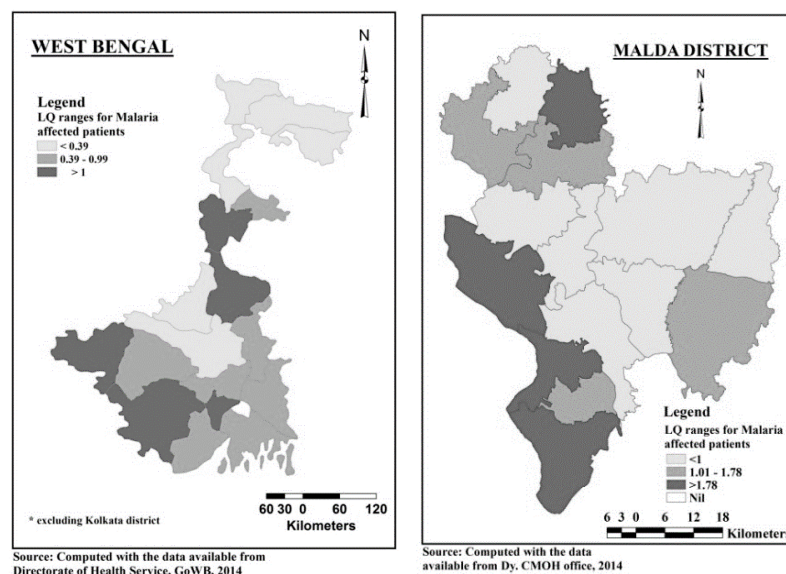 WEST BENGAL
N
Legend
LQ ranges for Malaria
affected patients
< 0.39
0.39 - 0.99
> 1
60 30 0 60 120
Kilometers
* excluding Kolkata district
Source: Computed with the data available from
Directorate of Health Service, GoWB, 2014
MALDA DISTRICT
N
Legend
LQ ranges for Malaria
affected patients
<1
1.01 - 1.78
>1.78
Nil
6 3 0 6 12 18
Kilometers
Source: Computed with the data
available from Dy. CMOH office, 2014